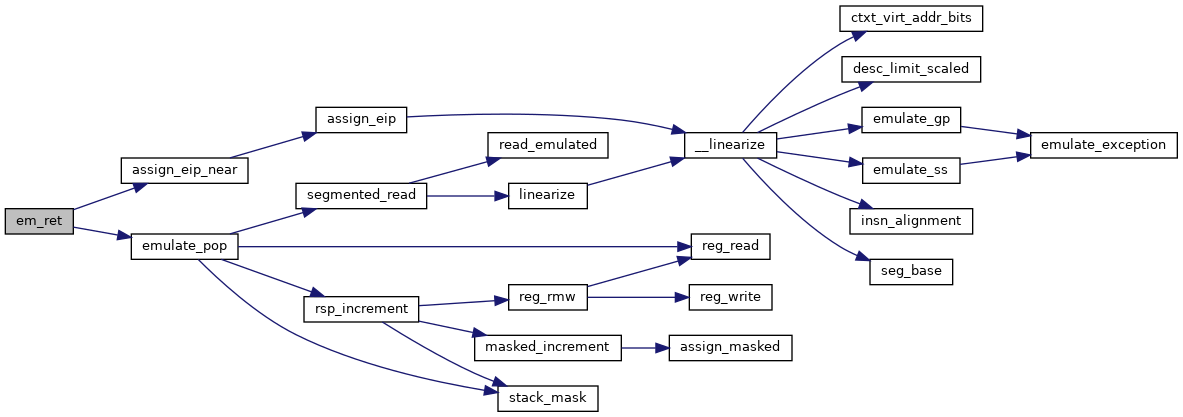 ctxt_virt_addr_bits
desc_limit_scaled
emulate_gp
assign_eip
read_emulated
__linearize
emulate_exception
assign_eip_near
emulate_ss
segmented_read
linearize
em_ret
insn_alignment
emulate_pop
reg_read
seg_base
reg_rmw
reg_write
rsp_increment
masked_increment
assign_masked
stack_mask